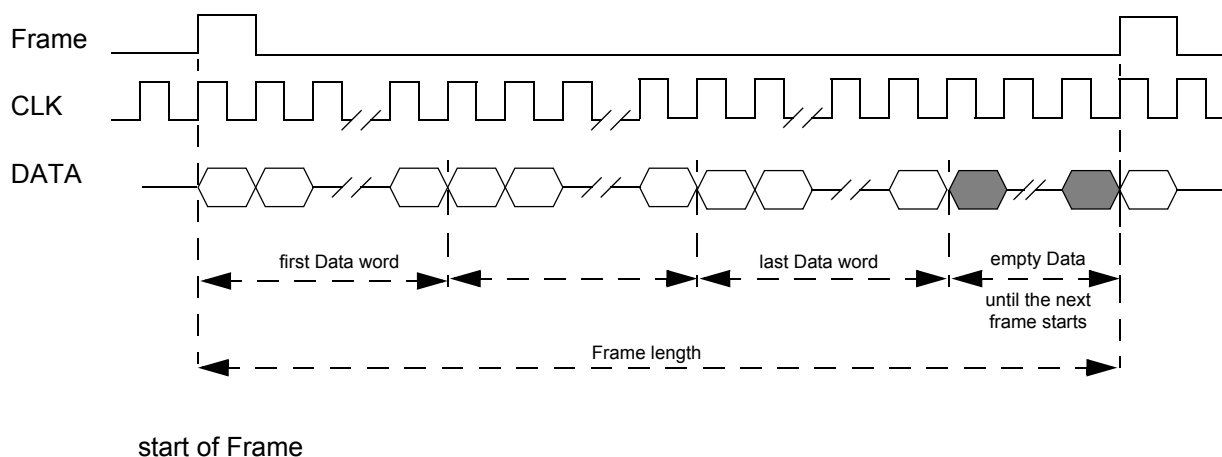 Frame
CLK
DATA
first Data word
last Data word
empty Data
until the next
frame starts
Frame length
start of Frame